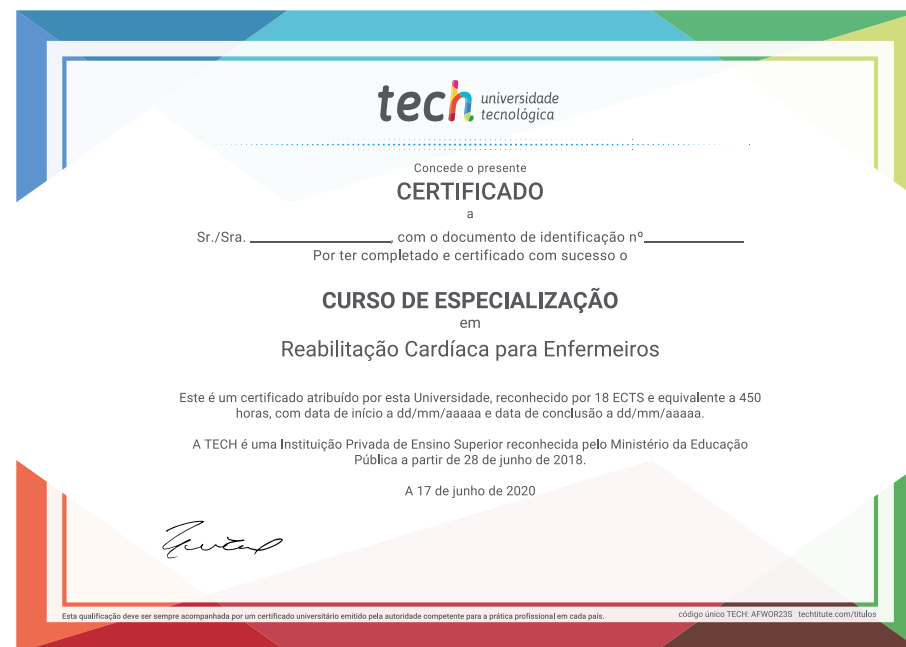 tech universidade
tecnológica
Concede o presente
CERTIFICADO
a
Sr./Sra. ________________, com o documento de identificação nº____________
Por ter completado e certificado com sucesso o
CURSO DE ESPECIALIZAÇÃO
em
Reabilitação Cardíaca para Enfermeiros
Este é um certificado atribuído por esta Universidade, reconhecido por 18 ECTS e equivalente a 450
horas, com data de início a dd/mm/aaaaa e data de conclusão a dd/mm/aaaaa.
A TECH é uma Instituição Privada de Ensino Superior reconhecida pelo Ministério da Educação
Pública a partir de 28 de junho de 2018.
A 17 de junho de 2020
Esta qualificação deve ser sempre acompanhada por um certificado universitário emitido pela autoridade competente para a prática profissional em cada país.
código único TECH: AFWOR23S techtitute.com/titulos